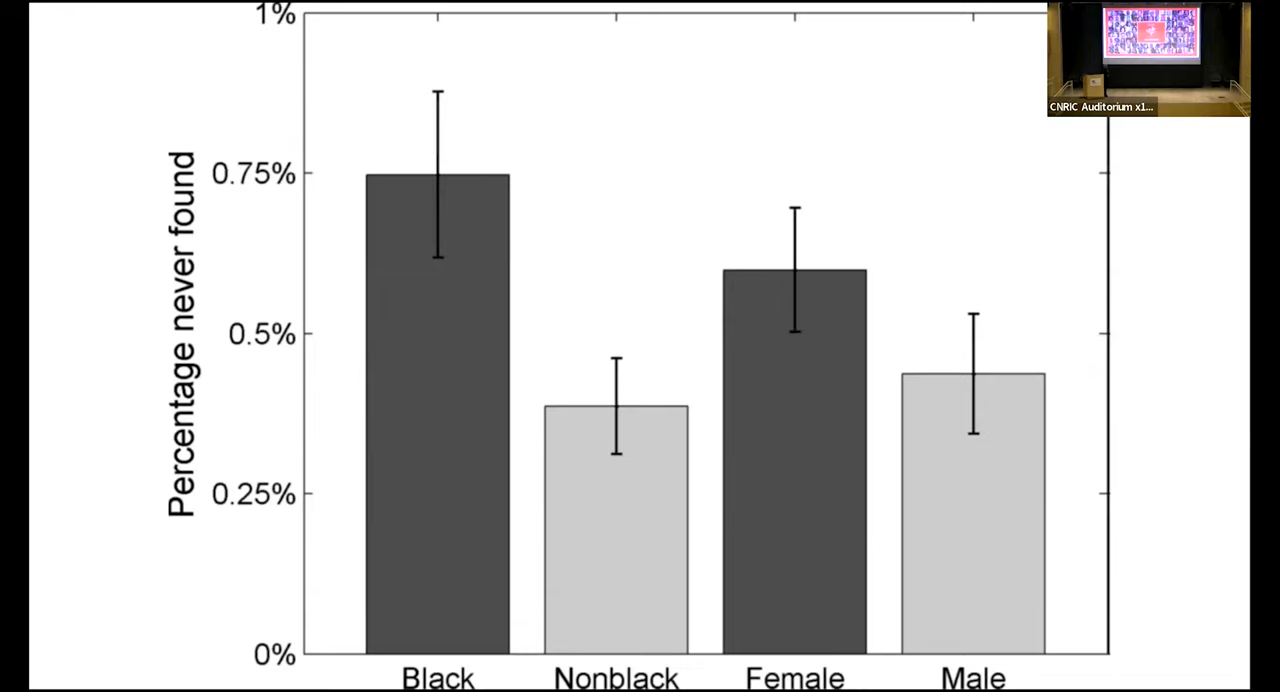 1%
CNRIC Auditorium x1...
0.75%
0.5%
0.25%
0%
Percentage never found
Black
Nonblack
Female
Male